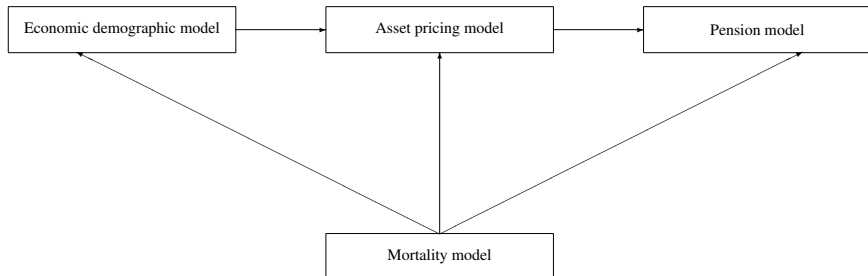 Economic demographic model
Asset pricing model
Pension model
Mortality model